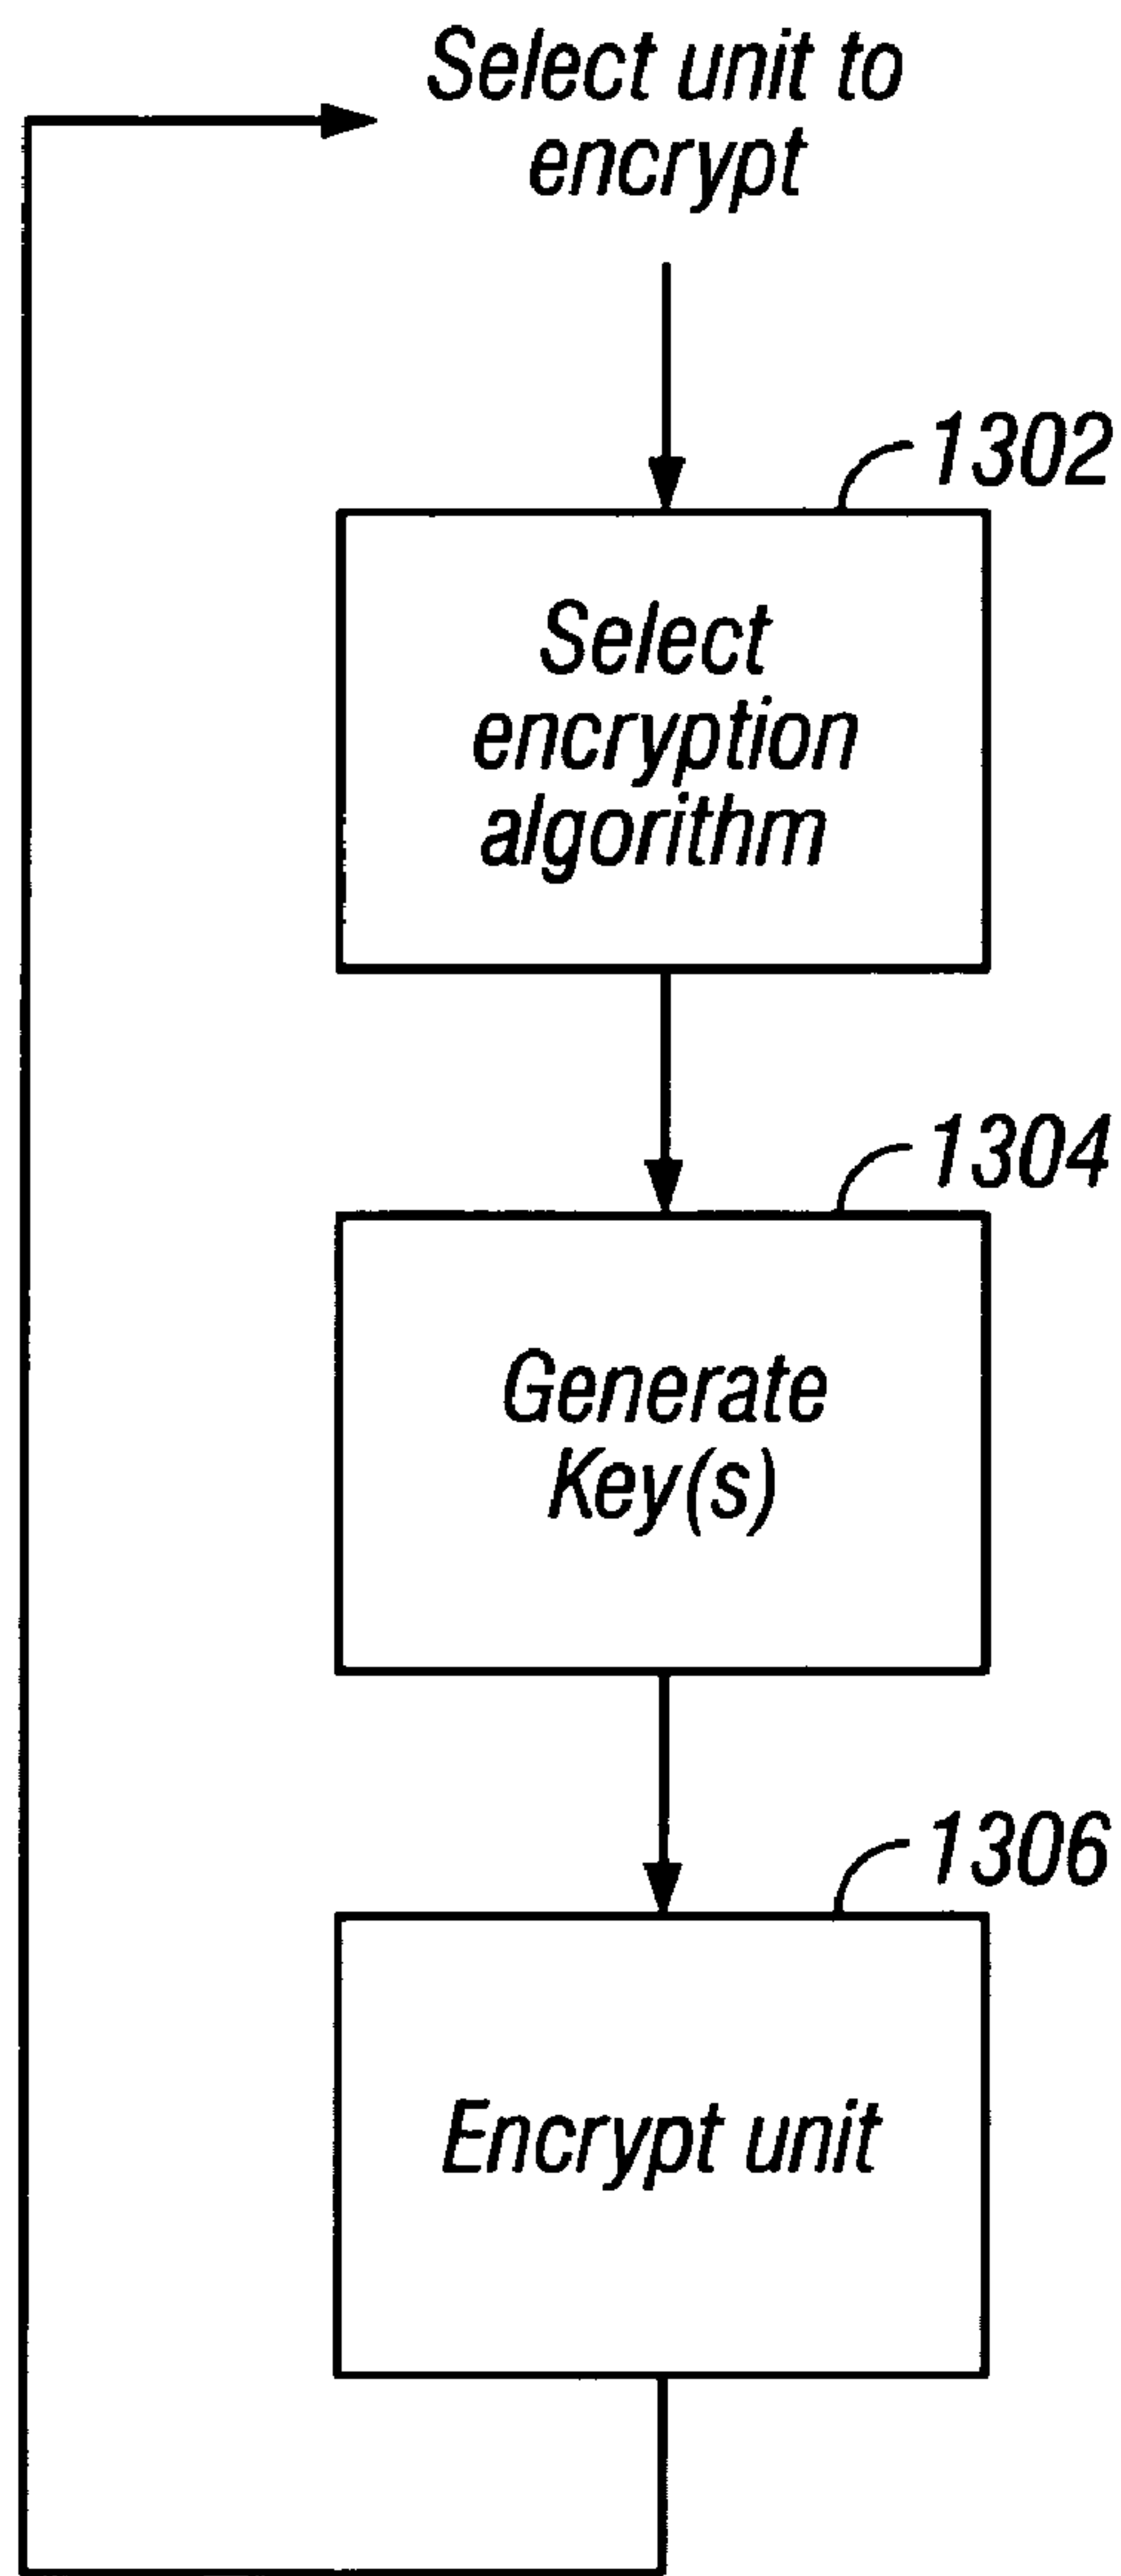 Select unit to
encrypt
1302
Select
encryption
algorithm
1304
Generate
Key(s)
1306
Encrypt unit